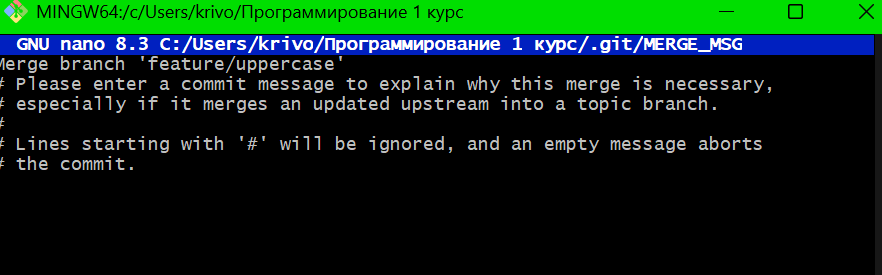 MINGW64:/c/Users/krivo/Программирование 1 курс
GNU nano 8.3 C:/Users/krivo/Программирование 1 курс/.git/MERGE_MSG
Merge branch 'feature/uppercase'
# Please enter a commit message to explain why this merge is necessary,
# especially if it merges an updated upstream into a topic branch.
#
# Lines starting with '#' will be ignored, and an empty message aborts
# the commit.